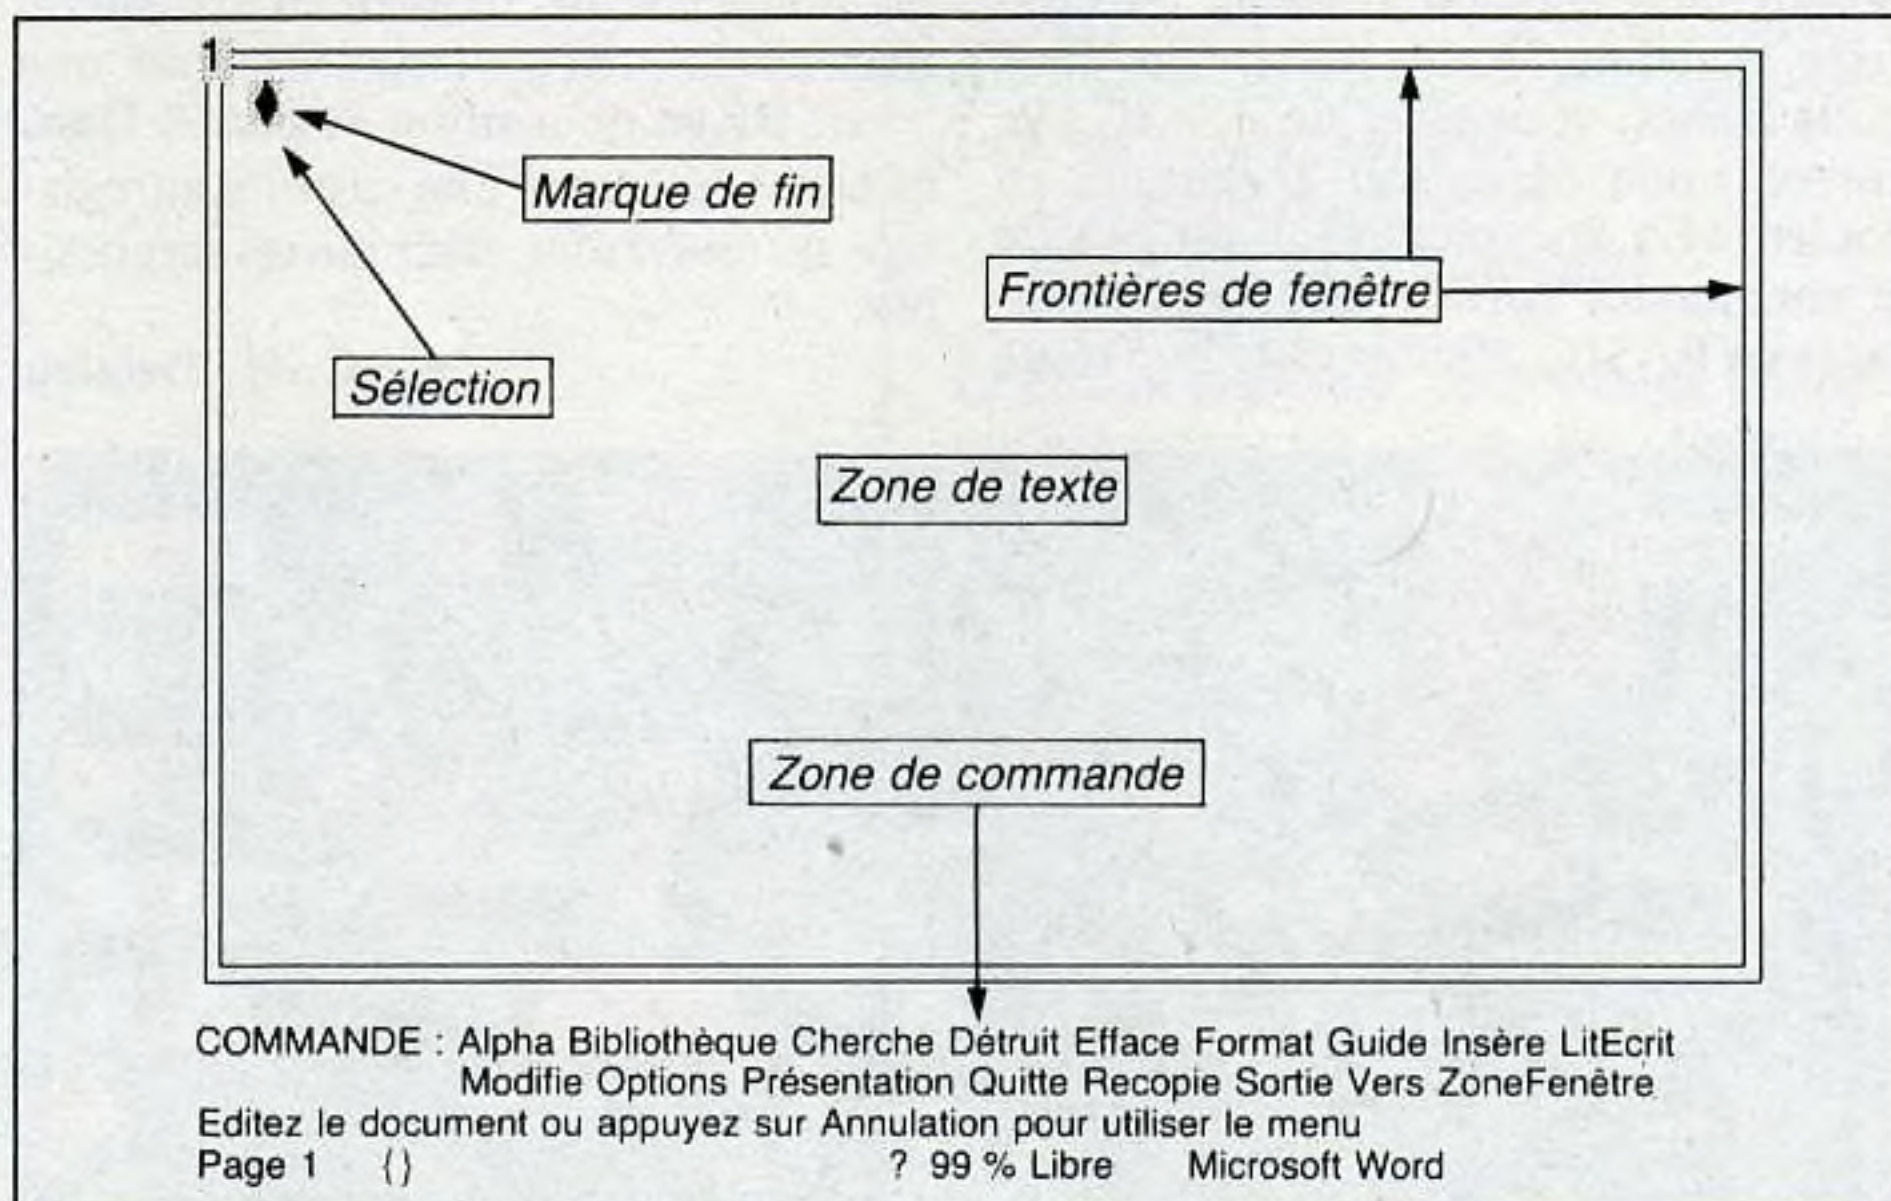 1
Marque de fin
Frontières de fenêtre
Sélection
Zone de texte
Zone de commande
COMMANDE : Alpha Bibliothèque Cherche Détruit Efface Format Guide Insère LitEcrit
Modifie Options Présentation Quitte Recopie Sortie Vers ZoneFenêtre
Editez le document ou appuyez sur Annulation pour utiliser le menu
Page 1 {} ? 99 % Libre Microsoft Word